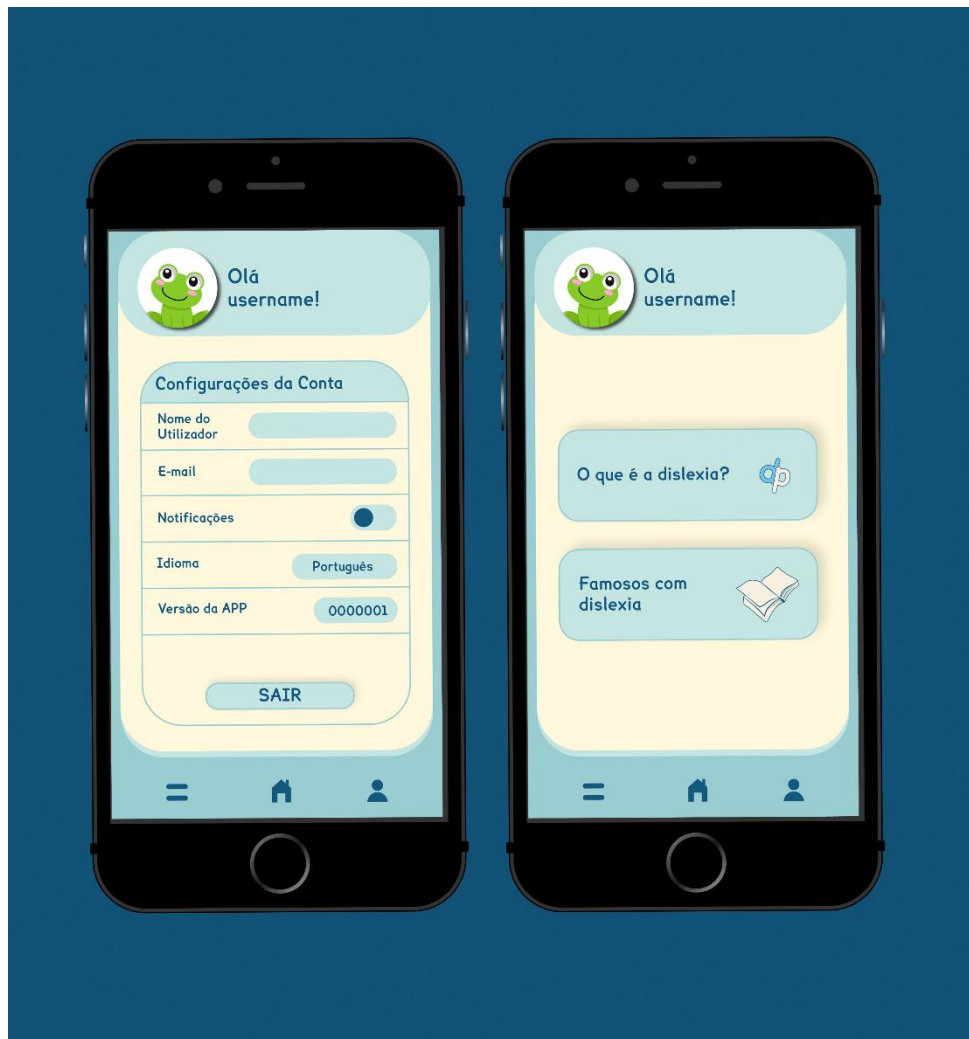 Olá
username!
Configurações da Conta
Nome do
Utilizador
E-mail
Notificações
Idioma
Português
Versão da APP
0000001
SAIR
Olá
username!
O que é a dislexia?
Famosos com
dislexia